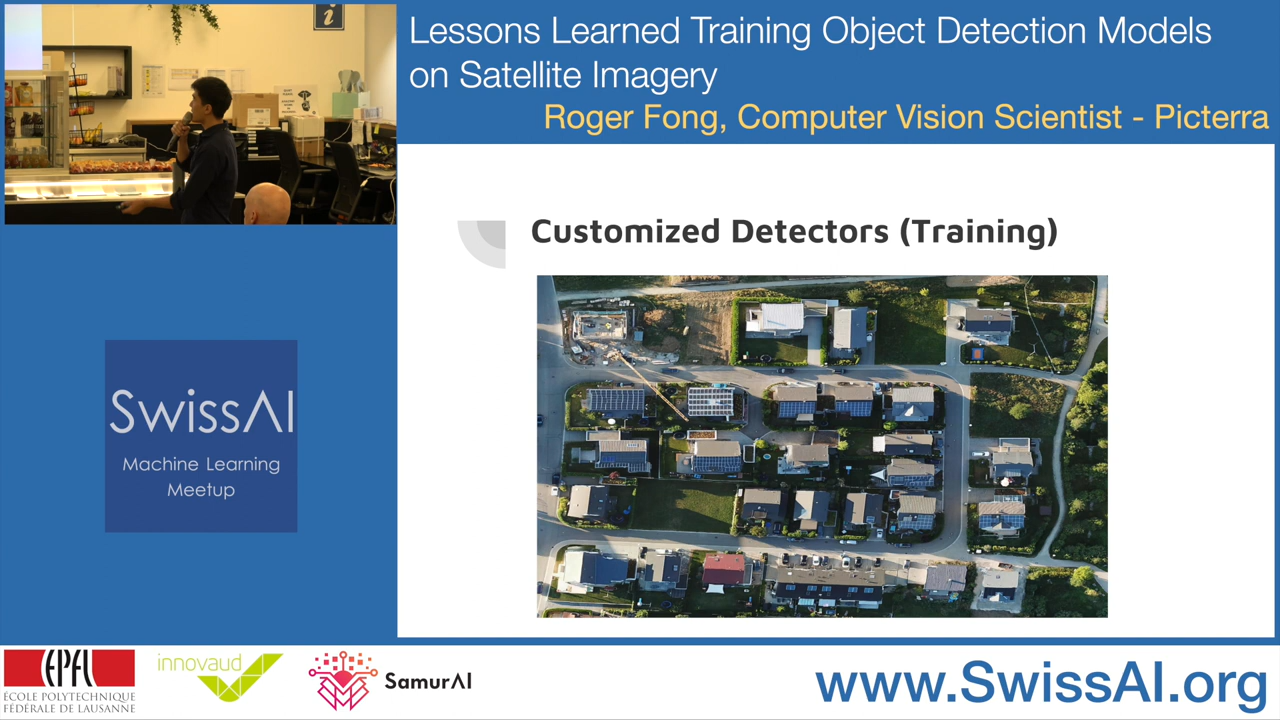 Lessons Learned Training Object Detection Models
on Satellite Imagery
Roger Fong, Computer Vision Scientist - Picterra
Customized Detectors (Training)
SwissAI
Machine Learning
Meetup
EPFL
ÉCOLE POLYTECHNIQUE
FÉDÉRALE DE LAUSANNE
innovaud
SamurAI
www.SwissAI.org